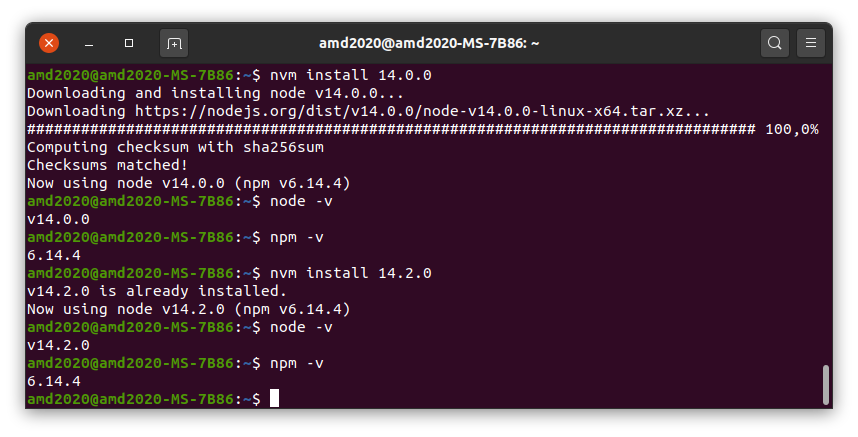 amd2020@amd2020-MS-7B86: ~
amd2020@amd2020-MS-7B86:~$ nvm install 14.0.0
Downloading and installing node v14.0.0...
Downloading https://nodejs.org/dist/v14.0.0/node-v14.0.0-linux-x64.tar.xz...
################################################################################# 100,0%
Computing checksum with sha256sum
Checksums matched!
Now using node v14.0.0 (npm v6.14.4)
amd2020@amd2020-MS-7B86:~$ node -v
v14.0.0
amd2020@amd2020-MS-7B86:~$ npm -v
6.14.4
amd2020@amd2020-MS-7B86:~$ nvm install 14.2.0
v14.2.0 is already installed.
Now using node v14.2.0 (npm v6.14.4)
amd2020@amd2020-MS-7B86:~$ node -v
v14.2.0
amd2020@amd2020-MS-7B86:~$ npm -v
6.14.4
amd2020@amd2020-MS-7B86:~$